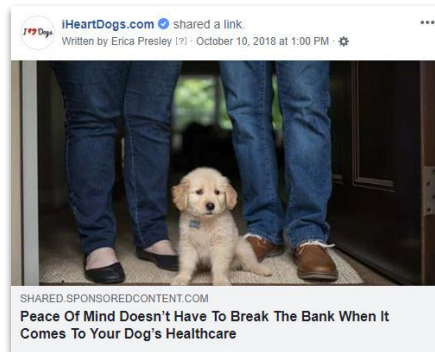 I Dogs iHeartDogs.com shared a link.
Written by Erica Presley [?] · October 10, 2018 at 1:00 PM ·
SHARED.SPONSOREDCONTENT.COM
Peace Of Mind Doesn't Have To Break The Bank When It
Comes To Your Dog's Healthcare